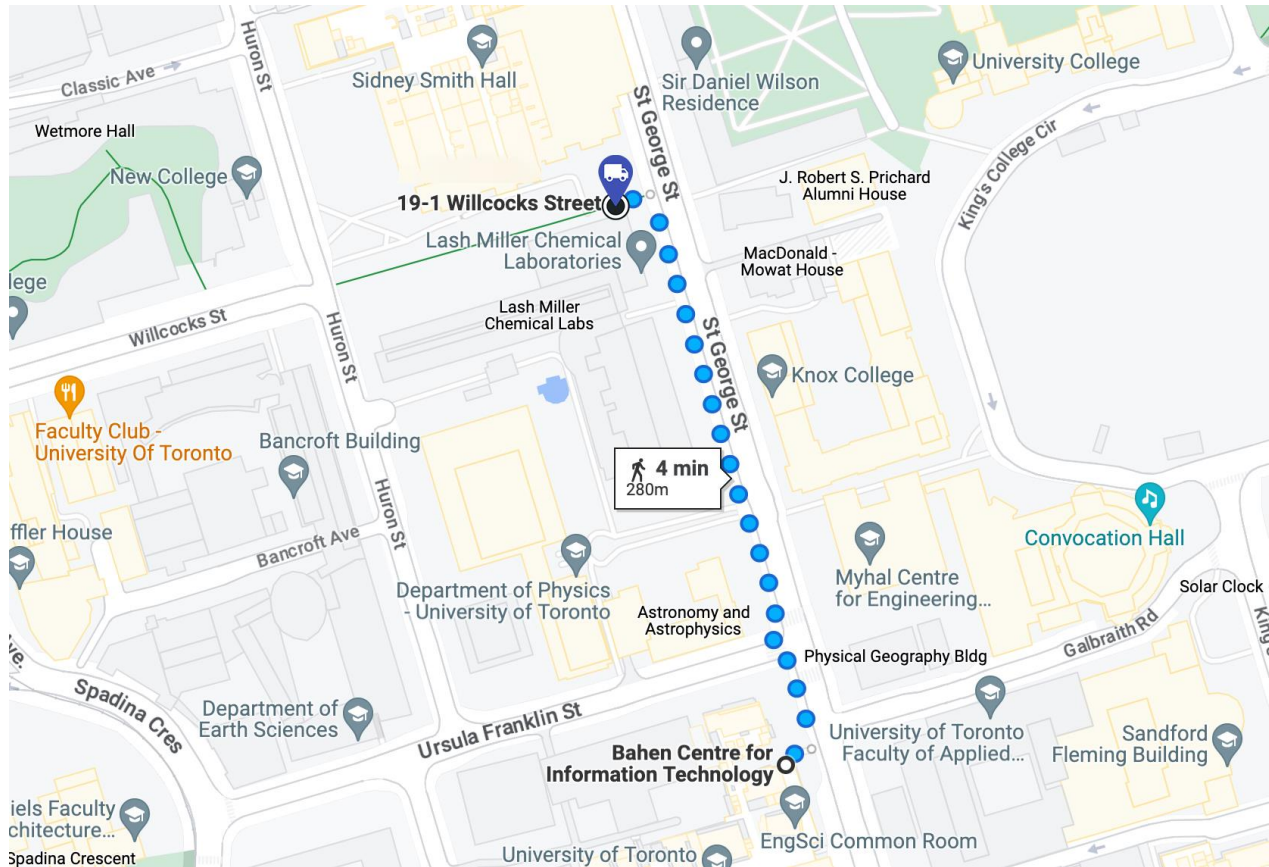 Classic Ave
Huron St
Sidney Smith Hall
Sir Daniel Wilson
Residence
University College
Wetmore Hall
New College
St George St
J. Robert S. Prichard
Alumni House
King's College Cir
19-1 Willcocks Street
Lash Miller Chemical
Laboratories
MacDonald -
Mowat House
lege
Willcocks St
Huron St
Lash Miller
Chemical Labs
St George St
Knox College
Faculty Club -
University Of Toronto
Bancroft Building
4 min
280m
Huron St
ffler House
Bancroft Ave
Convocation Hall
Department of Physics
- University of Toronto
Myhal Centre
for Engineering...
Solar Clock
Astronomy and
Astrophysics
Galbraith Rd
King's
Ave.
Physical Geography Bldg
Spadina Cres
Department of
Earth Sciences
Ursula Franklin St
University of Toronto
Faculty of Applied...
Sandford
Fleming Building
Bahen Centre for
Information Technology
iels Faculty
chitecture...
EngSci Common Room
Spadina Crescent
University of Toronto